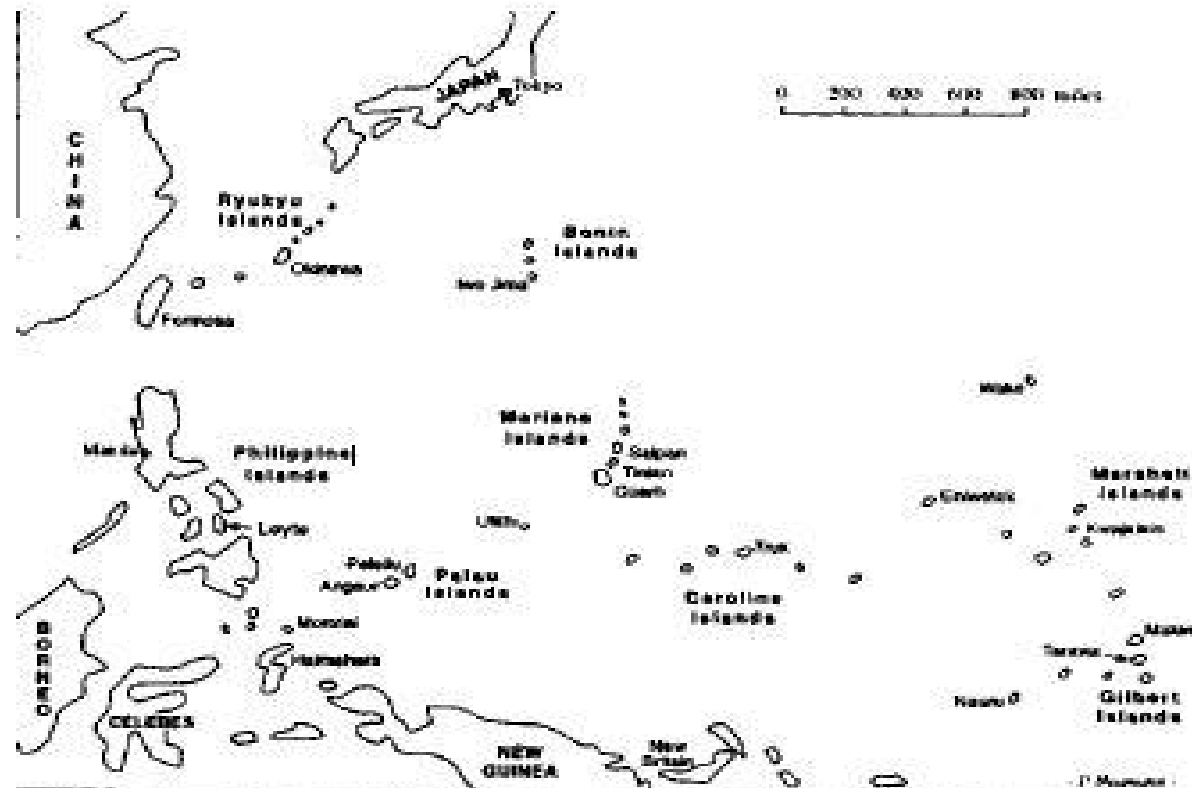 JAPAN
Tokyo
0 200 400 600 800 miles
CHINA
Ryukyu
Islands
Okinawa
Bonin
Islands
Iwo Jima
Formosa
Wake
Mariana
Islands
Saipan
Tinian
Guam
Manila
Philippine
Islands
Marshall
Islands
Eniwetok
Kwajalein
Leyte
Ulithi
Truk
Peleliu
Angaur
Palau
Islands
Caroline
Islands
BORNEO
Morotai
Halmahera
Makin
Tarawa
Nauru
Gilbert
Islands
CELEBES
NEW
GUINEA
New
Britain